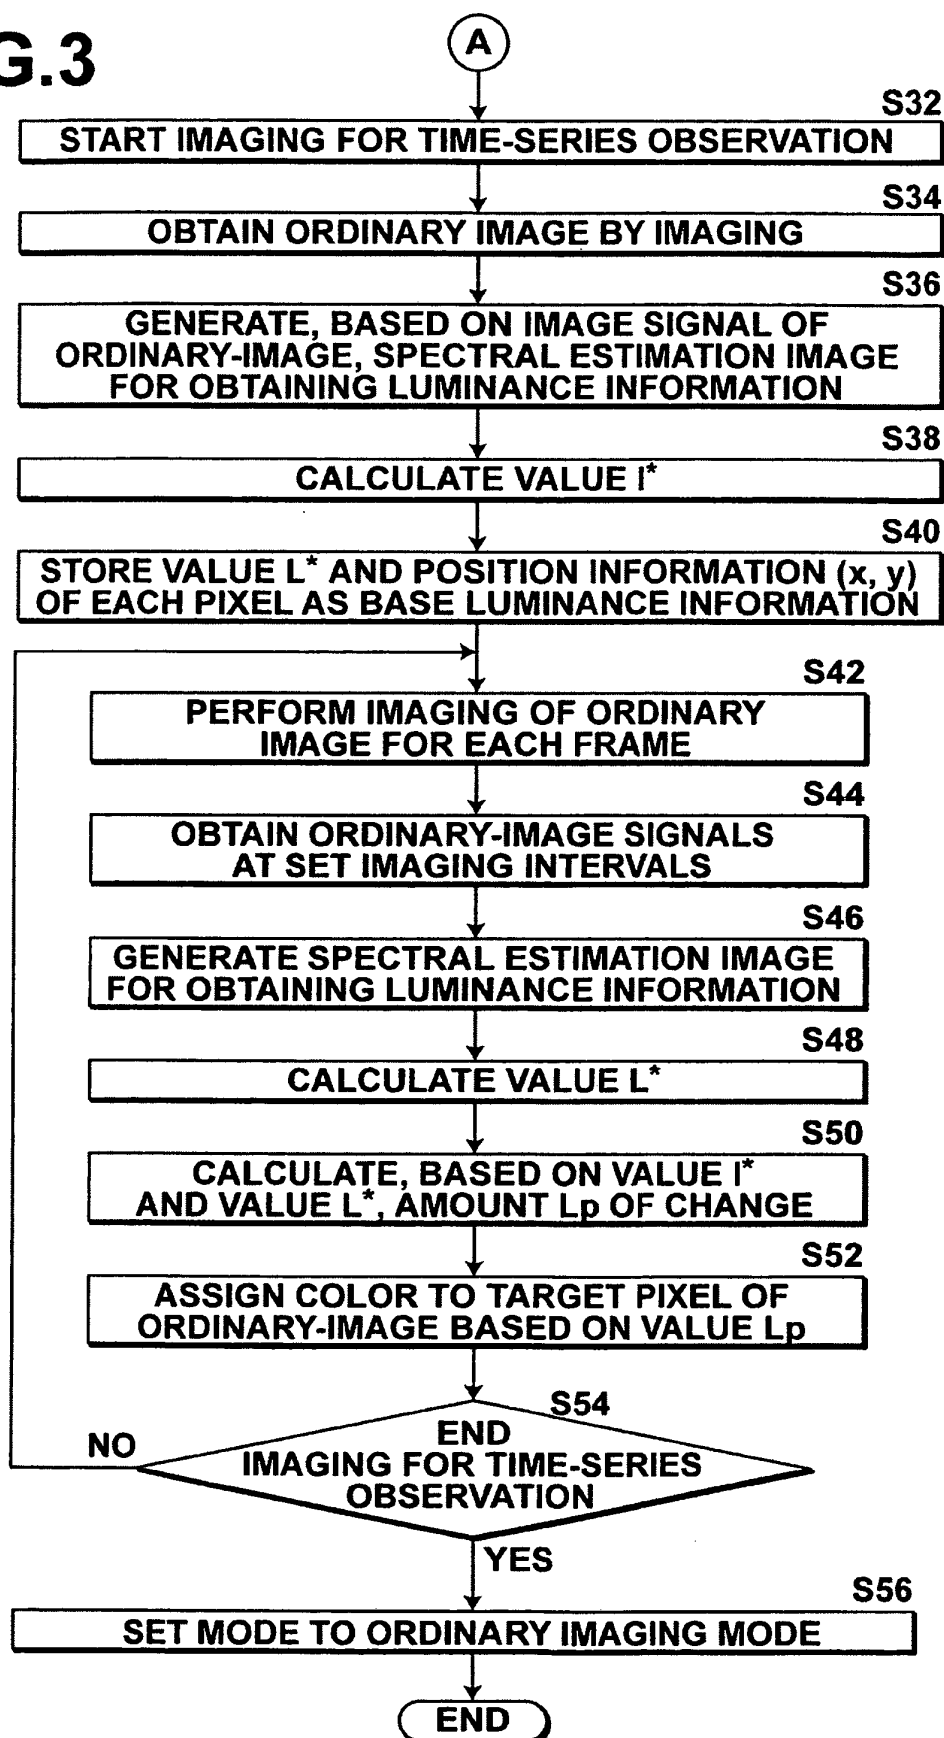 G.3
A
S32
START IMAGING FOR TIME-SERIES OBSERVATION
S34
OBTAIN ORDINARY IMAGE BY IMAGING
S36
GENERATE, BASED ON IMAGE SIGNAL OF
ORDINARY-IMAGE, SPECTRAL ESTIMATION IMAGE
FOR OBTAINING LUMINANCE INFORMATION
S38
CALCULATE VALUE l*
S40
STORE VALUE L* AND POSITION INFORMATION (x, y)
OF EACH PIXEL AS BASE LUMINANCE INFORMATION
S42
PERFORM IMAGING OF ORDINARY
IMAGE FOR EACH FRAME
S44
OBTAIN ORDINARY-IMAGE SIGNALS
AT SET IMAGING INTERVALS
S46
GENERATE SPECTRAL ESTIMATION IMAGE
FOR OBTAINING LUMINANCE INFORMATION
S48
CALCULATE VALUE L*
S50
CALCULATE, BASED ON VALUE l*
AND VALUE L*, AMOUNT Lp OF CHANGE
S52
ASSIGN COLOR TO TARGET PIXEL OF
ORDINARY-IMAGE BASED ON VALUE Lp
S54
NO
END
IMAGING FOR TIME-SERIES
OBSERVATION
YES
S56
SET MODE TO ORDINARY IMAGING MODE
END